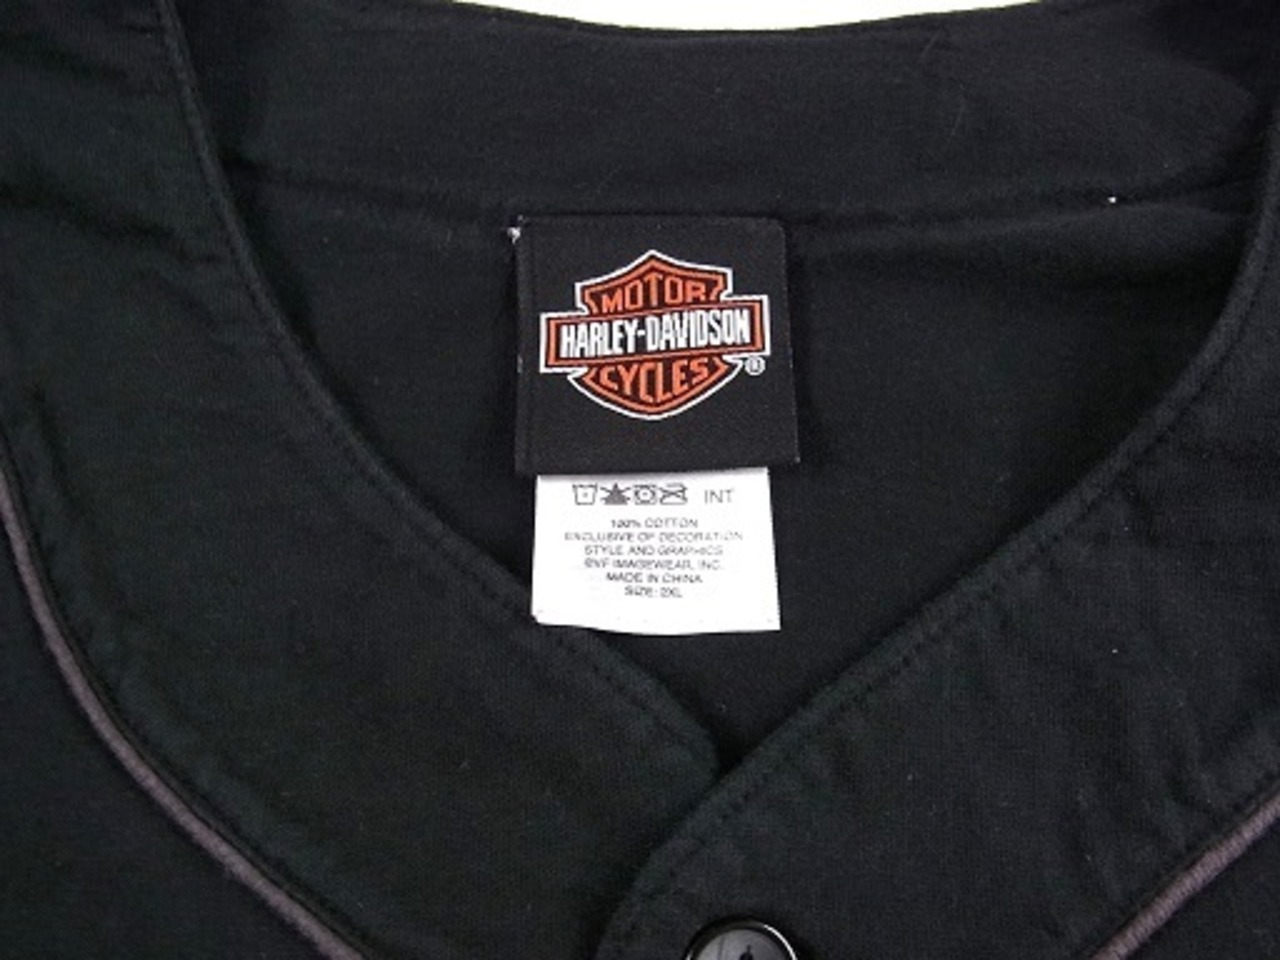 MOTOR
HARLEY-DAVIDSON
CYCLES
®
INT
100% COTTON
EXCLUSIVE OF DECORATION
STYLE AND GRAPHICS
BVF IMAGEWEAR, INC.
MADE IN CHINA
SIZE: 2XL